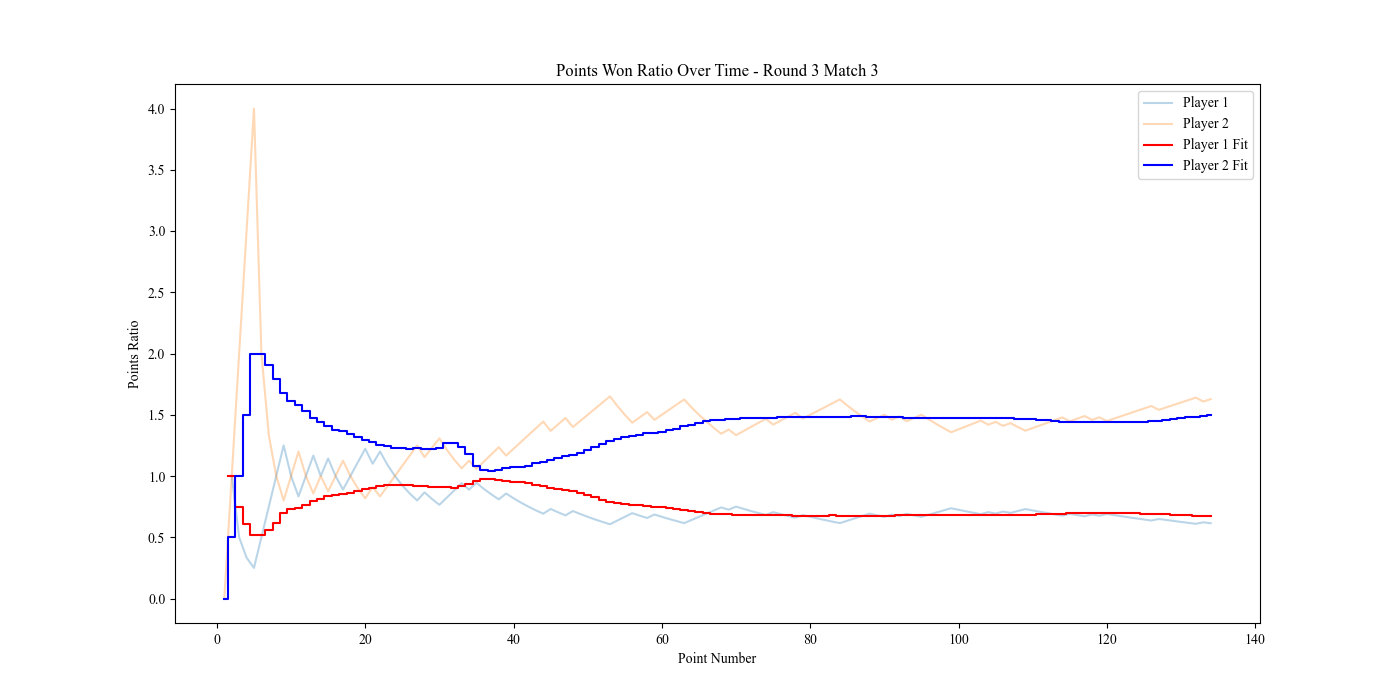 Points Won Ratio Over Time - Round 3 Match 3
Player 1
Player 2
Player 1 Fit
Player 2 Fit
Points Ratio
4.0
3.5
3.0
2.5
2.0
1.5
1.0
0.5
0.0
0 20 40 60 80 100 120 140
Point Number